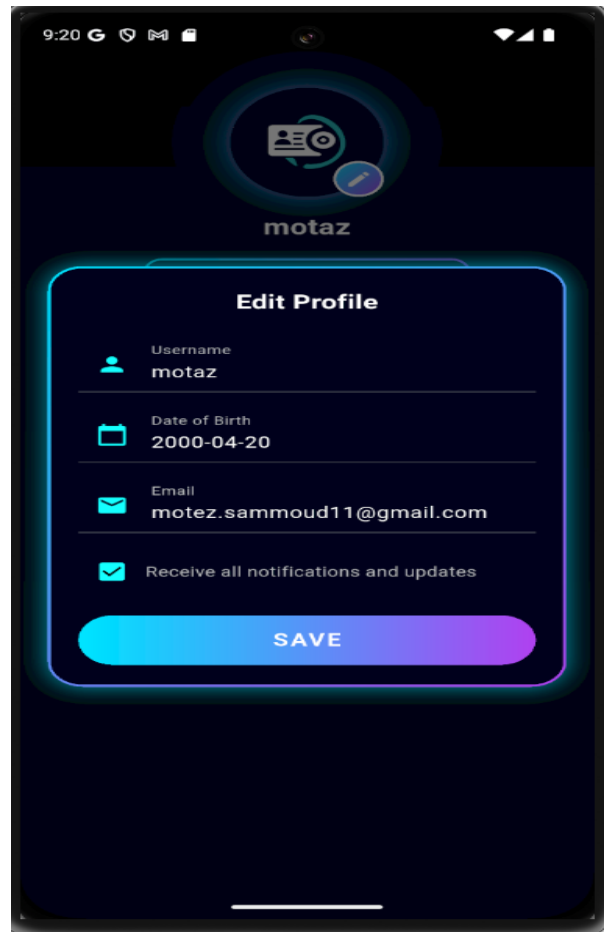 9:20 G
motaz
Edit Profile
Username
motaz
Date of Birth
2000-04-20
Email
motez.sammoud11@gmail.com
Receive all notifications and updates
SAVE